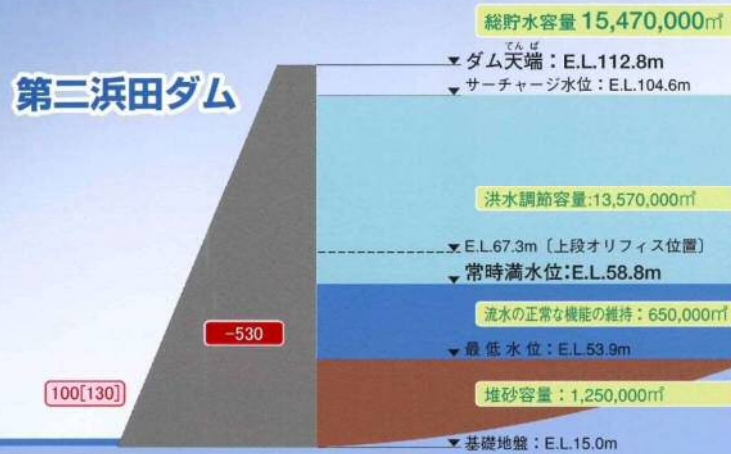 総貯水容量 15,470,000㎥
てんば
ダム天端：E.L.112.8m
サーチャージ水位：E.L.104.6m
第二浜田ダム
洪水調節容量:13,570,000㎥
E.L.67.3m〔上段オリフィス位置〕
常時満水位:E.L.58.8m
流水の正常な機能の維持：650,000㎥
-530
最低水位：E.L.53.9m
100[130]
堆砂容量：1,250,000㎥
基礎地盤：E.L.15.0m